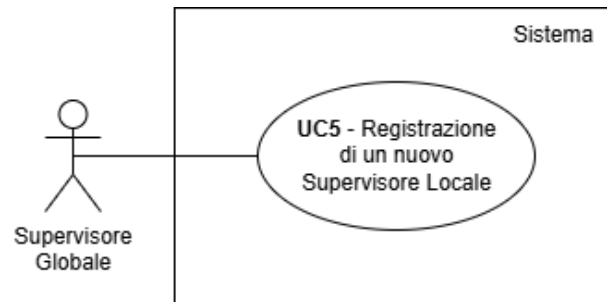 Sistema
UC5 - Registrazione
di un nuovo
Supervisore Locale
Supervisore
Globale